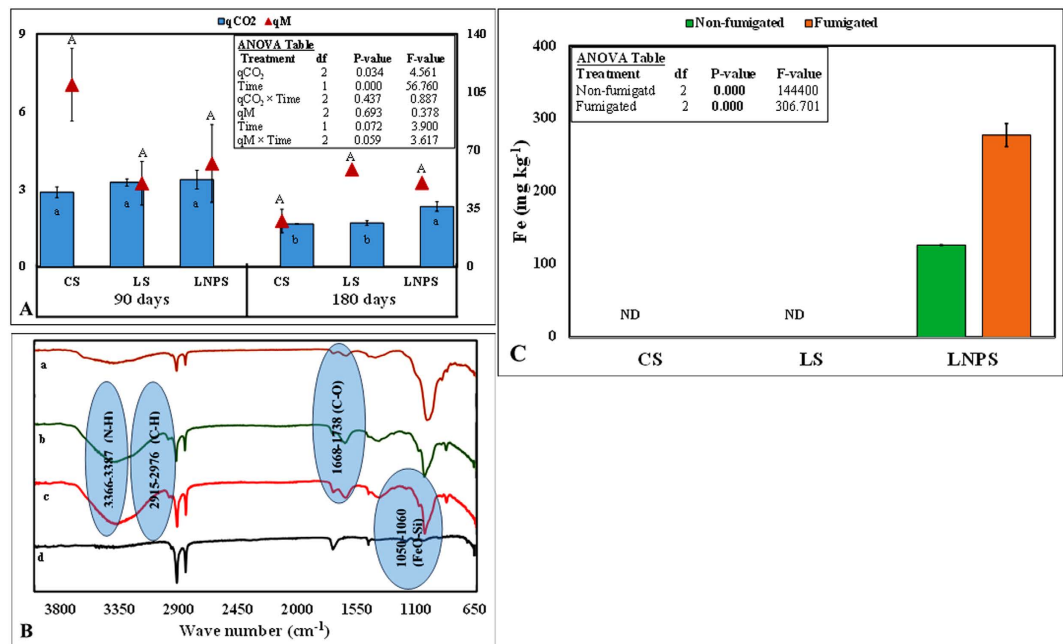 qCO2 qM
9
6
3
0
140
105
70
35
0
ANOVA Table
Treatment df P-value F-value
qCO₂ 2 0.034 4.561
Time 1 0.000 56.760
qCO₂ × Time 2 0.437 0.887
qM 2 0.693 0.378
Time 1 0.072 3.900
qM × Time 2 0.059 3.617
A A A A A A
a a a b b a
CS LS LNPS CS LS LNPS
90 days 180 days
A
a
b
c
d
3366-3387 (N-H)
2915-2976 (C-H)
1668-1738 (C-O)
1050-1060
(FeO-Si)
3800 3350 2900 2450 2000 1550 1100 650
Wave number (cm⁻¹)
B
Non-fumigated Fumigated
400
300
200
100
0
Fe (mg kg⁻¹)
ANOVA Table
Treatment df P-value F-value
Non-fumigatd 2 0.000 144400
Fumigated 2 0.000 306.701
ND ND
CS LS LNPS
C